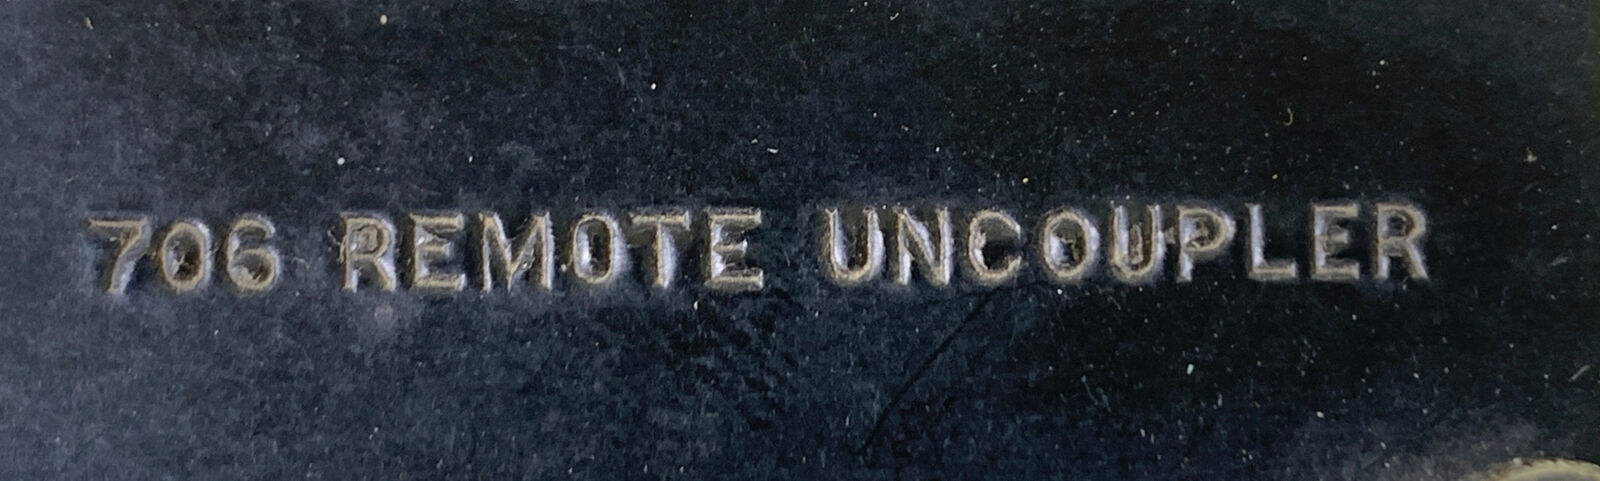 706 REMOTE UNCOUPLER